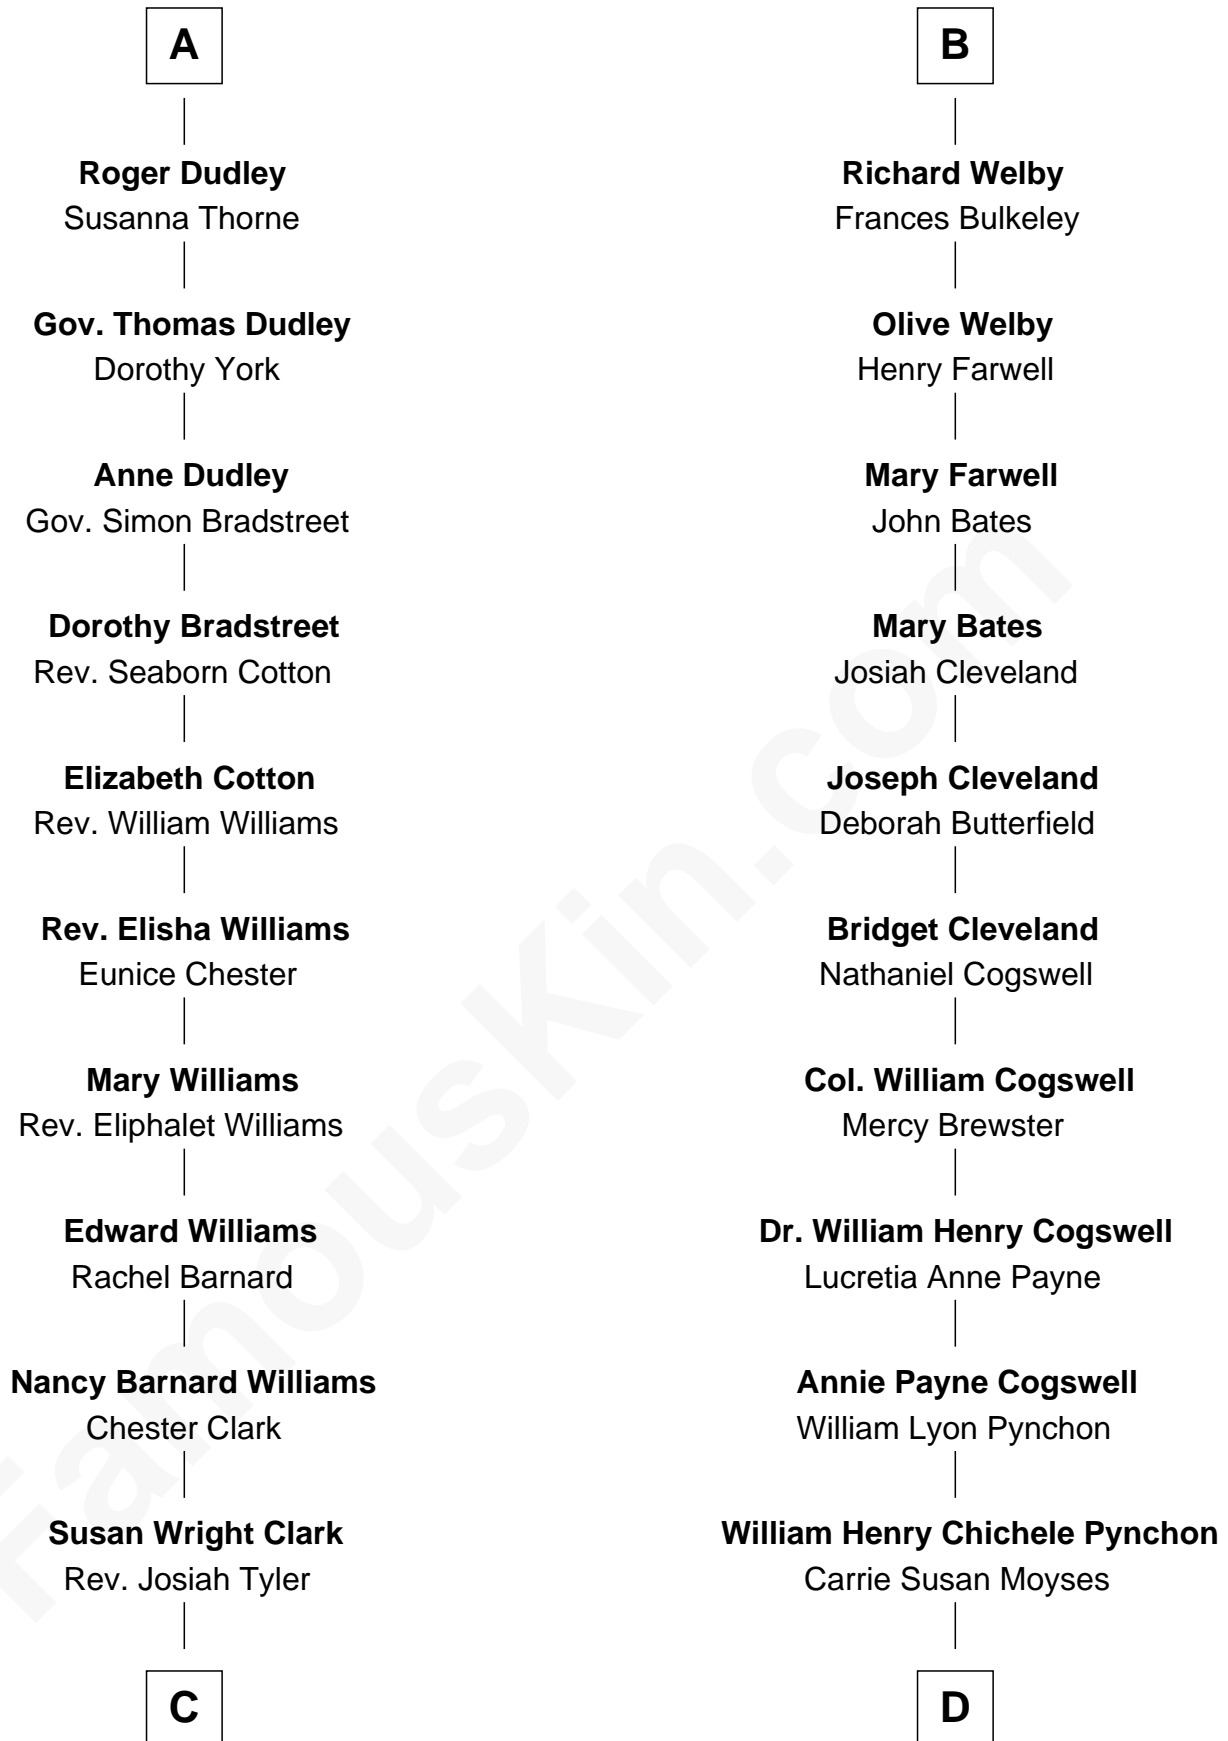 A
Roger Dudley
Susanna Thorne
Gov. Thomas Dudley
Dorothy York
Anne Dudley
Gov. Simon Bradstreet
Dorothy Bradstreet
Rev. Seaborn Cotton
Elizabeth Cotton
Rev. William Williams
Rev. Elisha Williams
Eunice Chester
Mary Williams
Rev. Eliphalet Williams
Edward Williams
Rachel Barnard
Nancy Barnard Williams
Chester Clark
Susan Wright Clark
Rev. Josiah Tyler
C
B
Richard Welby
Frances Bulkeley
Olive Welby
Henry Farwell
Mary Farwell
John Bates
Mary Bates
Josiah Cleveland
Joseph Cleveland
Deborah Butterfield
Bridget Cleveland
Nathaniel Cogswell
Col. William Cogswell
Mercy Brewster
Dr. William Henry Cogswell
Lucretia Anne Payne
Annie Payne Cogswell
William Lyon Pynchon
William Henry Chichele Pynchon
Carrie Susan Moyses
D
FamousKin.com